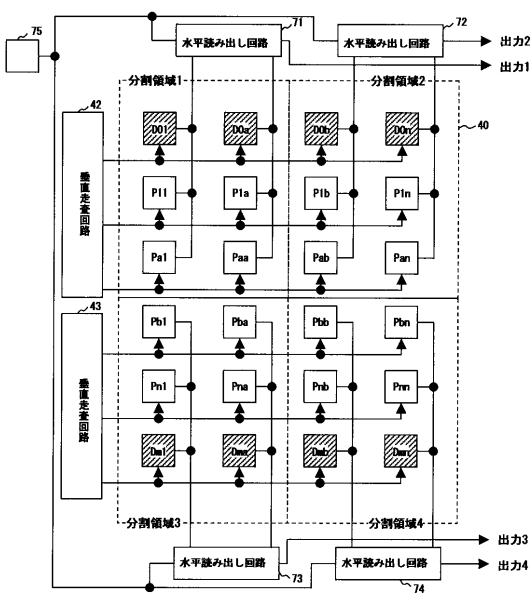 75
71
72
水平読み出し回路
水平読み出し回路
出力2
出力1
分割領域1
分割領域2
42
40
垂直走査回路
D01
D0a
D0b
D0n
P11
P1a
P1b
P1n
Pa1
Paa
Pab
Pan
43
垂直走査回路
Pb1
Pba
Pbb
Pbn
Pn1
Pna
Pnb
Pnn
Dm1
Dma
Dmb
Dmn
分割領域3
分割領域4
水平読み出し回路
水平読み出し回路
出力3
出力4
73
74